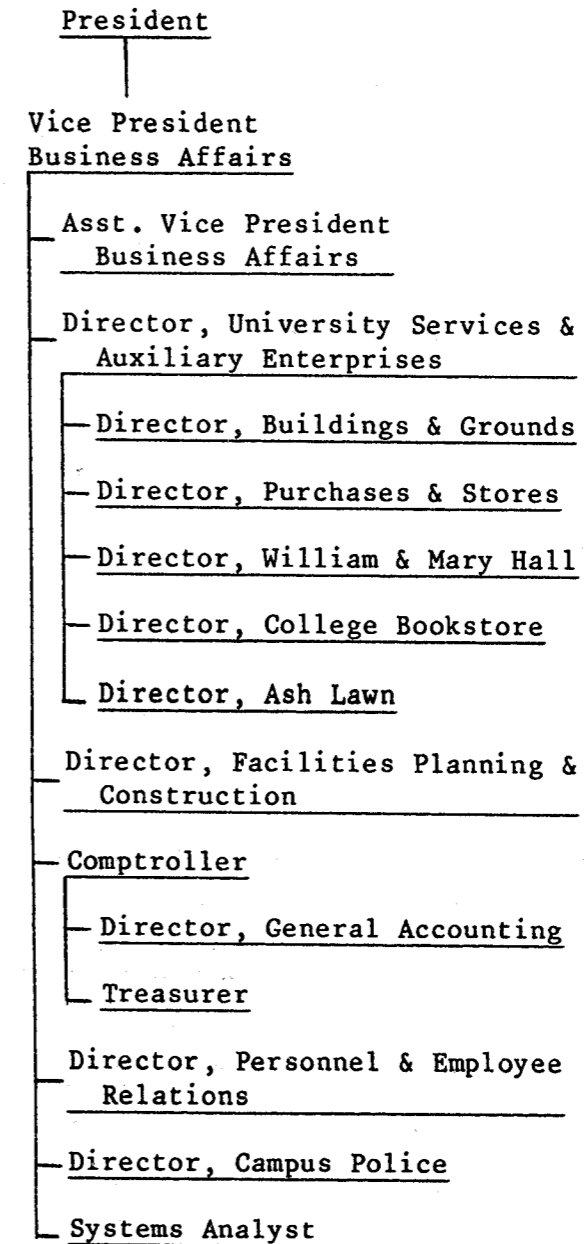 President
Vice President
Business Affairs
Asst. Vice President
Business Affairs
Director, University Services &
Auxiliary Enterprises
Director, Buildings & Grounds
Director, Purchases & Stores
Director, William & Mary Hall
Director, College Bookstore
Director, Ash Lawn
Director, Facilities Planning &
Construction
Comptroller
Director, General Accounting
Treasurer
Director, Personnel & Employee
Relations
Director, Campus Police
Systems Analyst